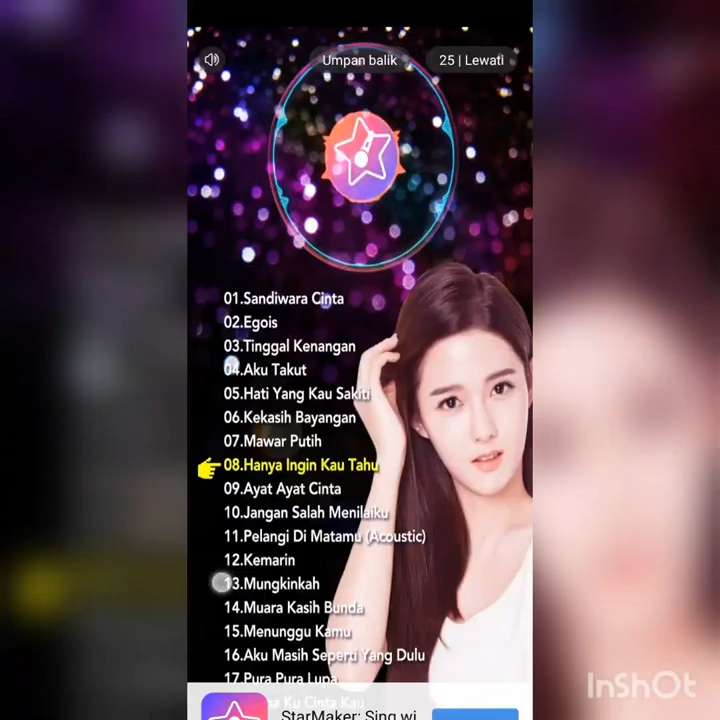 Umpan balik
25 | Lewati
01.Sandiwara Cinta
02.Egois
03.Tinggal Kenangan
04.Aku Takut
05.Hati Yang Kau Sakiti
06.Kekasih Bayangan
07.Mawar Putih
08.Hanya Ingin Kau Tahu
09.Ayat Ayat Cinta
10.Jangan Salah Menilaiku
11.Pelangi Di Matamu (Acoustic)
12.Kemarin
13.Mungkinkah
14.Muara Kasih Bunda
15.Menunggu Kamu
16.Aku Masih Seperti Yang Dulu
17.Pura Pura Lupa
Ku Cinta Kau
StarMaker: Sing wi
InShOt